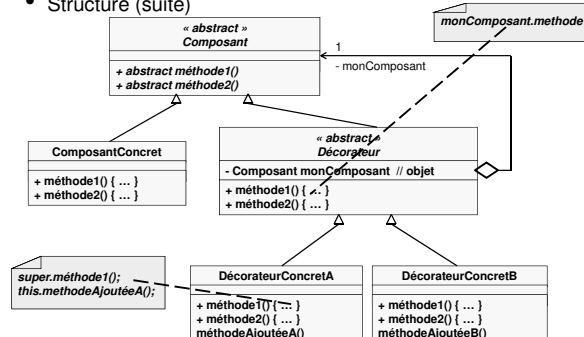 • Structure (suite)
« abstract »
Composant
+ abstract méthode1()
+ abstract méthode2()
monComposant.methode
1
- monComposant
ComposantConcret
+ méthode1() { ... }
+ méthode2() { ... }
« abstract »
Décorateur
- Composant monComposant // objet
+ méthode1() { ... }
+ méthode2() { ... }
super.méthode1();
this.methodeAjoutéeA();
DécorateurConcretA
+ méthode1() { ... }
+ méthode2() { ... }
méthodeAjoutéeA()
DécorateurConcretB
+ méthode1() { ... }
+ méthode2() { ... }
méthodeAjoutéeB()